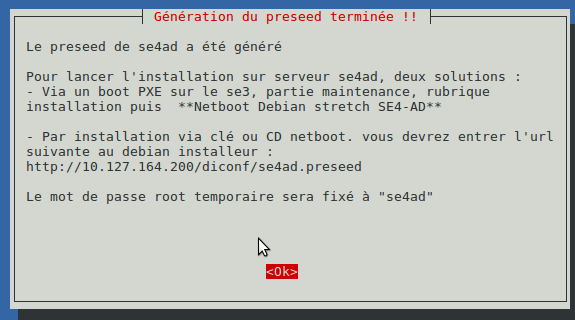 Génération du preseed terminée !!
Le preseed de se4ad a été généré
Pour lancer l'installation sur serveur se4ad, deux solutions :
- Via un boot PXE sur le se3, partie maintenance, rubrique
installation puis  **Netboot Debian stretch SE4-AD**
- Par installation via clé ou CD netboot. vous devrez entrer l'url
suivante au debian installeur :
http://10.127.164.200/diconf/se4ad.preseed
Le mot de passe root temporaire sera fixé à "se4ad"
<Ok>